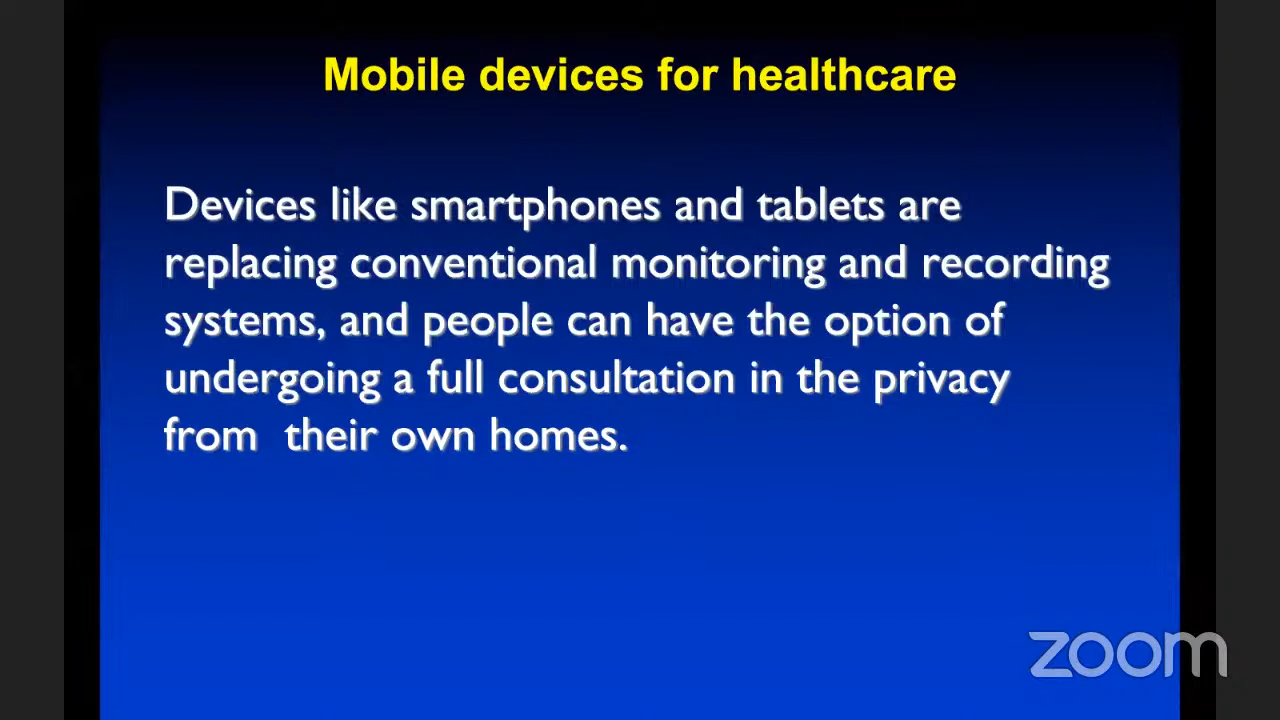 Mobile devices for healthcare
Devices like smartphones and tablets are
replacing conventional monitoring and recording
systems, and people can have the option of
undergoing a full consultation in the privacy
from  their own homes.
zoom